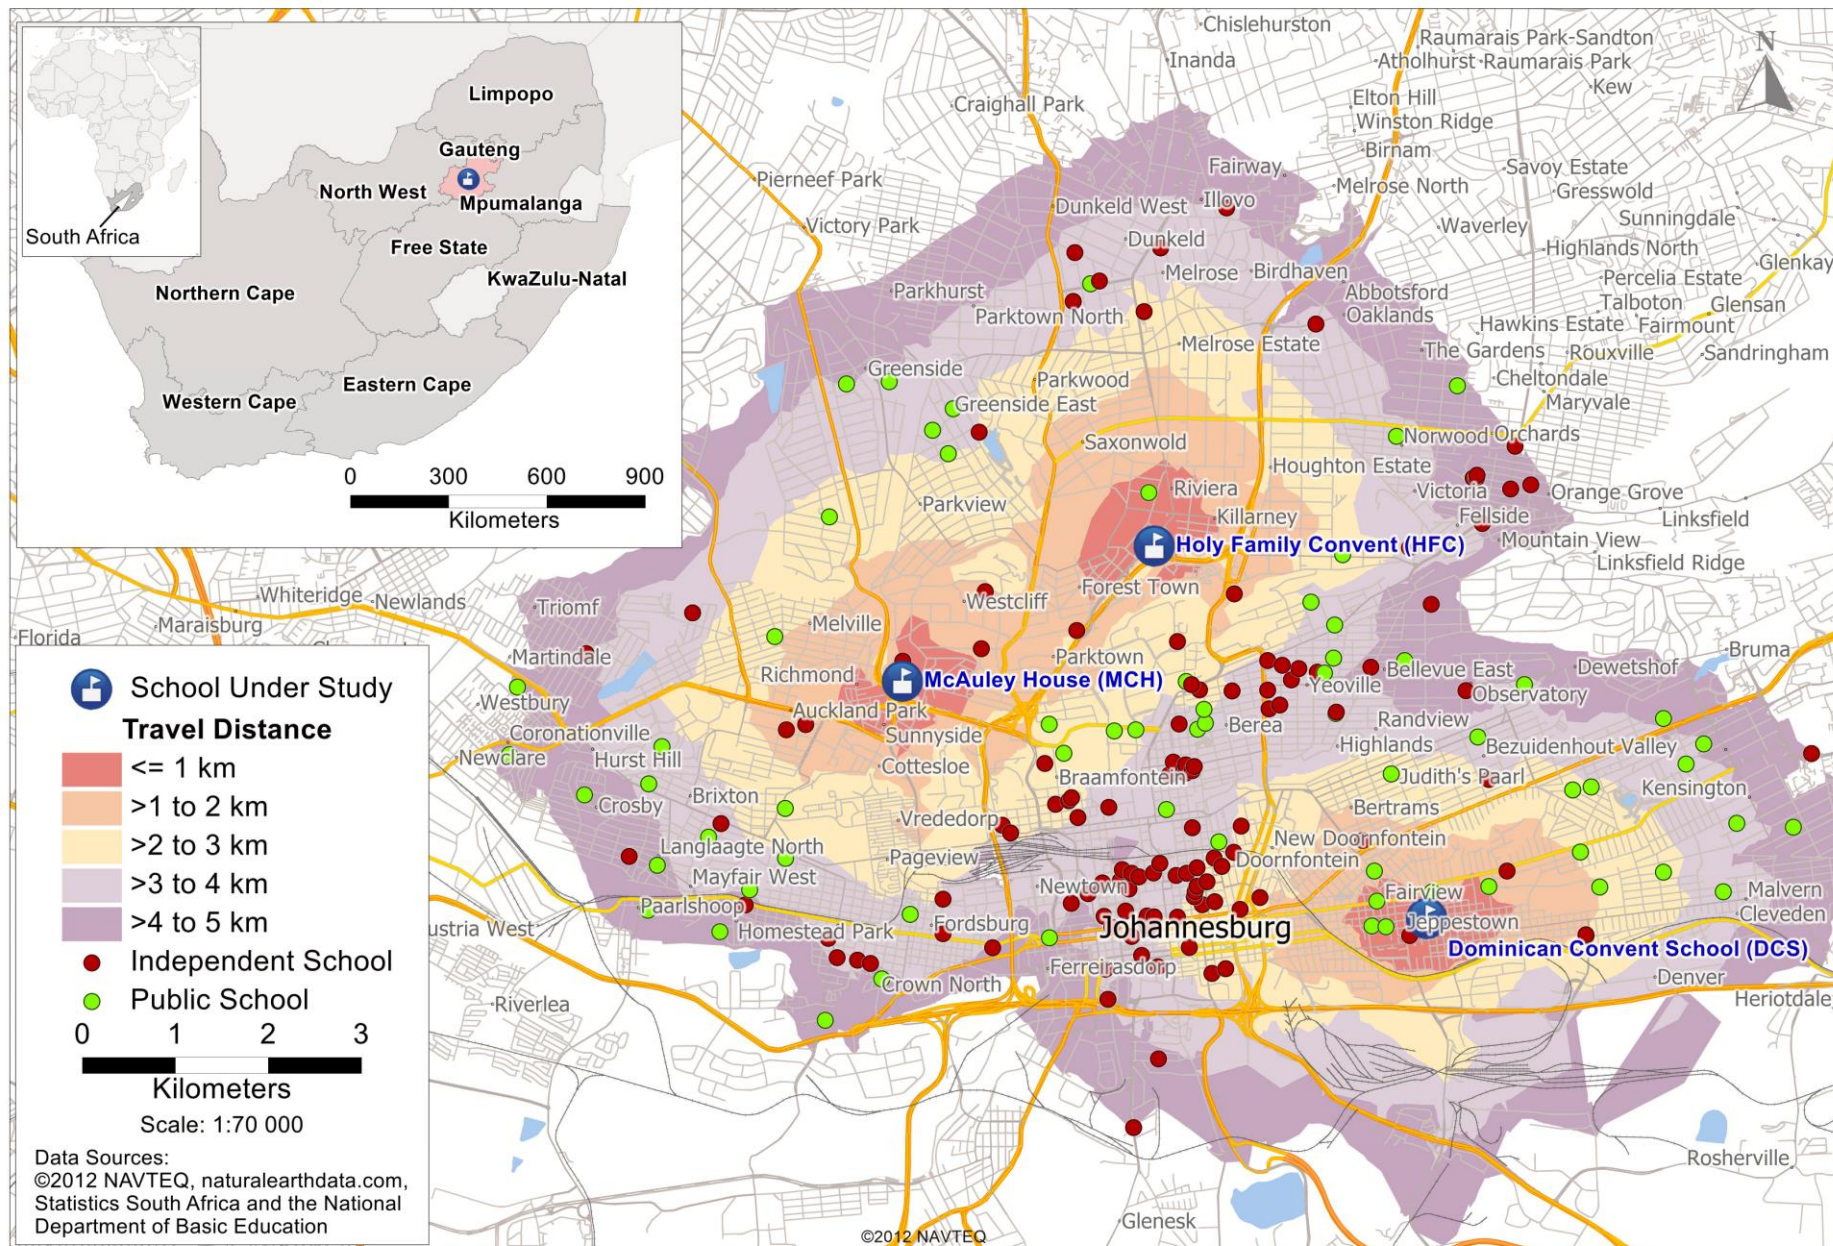 Limpopo
Gauteng
North West
Mpumalanga
South Africa
Free State
KwaZulu-Natal
Northern Cape
Eastern Cape
Western Cape
0 300 600 900
Kilometers
N
Chislehurston
Raumarais Park-Sandton
Inanda
Atholhurst
Raumarais Park
Kew
Craighall Park
Elton Hill
Winston Ridge
Birnam
Fairway
Savoy Estate
Pierneef Park
Melrose North
Gresswold
Dunkeld West
Illovo
Sunningdale
Victory Park
Waverley
Dunkeld
Highlands North
Glenkay
Melrose
Birdhaven
Percelia Estate
Parkhurst
Abbotsford
Talboton
Glensan
Parktown North
Oaklands
Hawkins Estate
Fairmount
Melrose Estate
The Gardens
Rouxville
Sandringham
Greenside
Parkwood
Cheltondale
Maryvale
Greenside East
Saxonwold
Norwood
Orchards
Houghton Estate
Parkview
Riviera
Victoria
Orange Grove
Killarney
Fellside
Linksfield
Holy Family Convent (HFC)
Mountain View
Linksfield Ridge
Whiteridge
Newlands
Triomf
Westcliff
Forest Town
Maraisburg
Melville
Florida
Martindale
Richmond
Parktown
Bellevue East
Dewetshof
Bruma
McAuley House (MCH)
Yeoville
Observatory
Westbury
Auckland Park
Berea
Randview
Coronationville
Sunnyside
Highlands
Bezuidenhout Valley
Newclare
Hurst Hill
Cottesloe
Braamfontein
Judith's Paarl
Kensington
Crosby
Brixton
Bertrams
Vrededorp
New Doornfontein
Langlaagte North
Pageview
Doornfontein
Mayfair West
Newtown
Fairview
Malvern
Paarlshoop
Cleveden
ustria West
Homestead Park
Fordsburg
Johannesburg
Jeppestown
Dominican Convent School (DCS)
Ferreirasdorp
Denver
Crown North
Heriotdale
Riverlea
Rosherville
Glenesk
©2012 NAVTEQ
School Under Study
Travel Distance
<= 1 km
>1 to 2 km
>2 to 3 km
>3 to 4 km
>4 to 5 km
Independent School
Public School
0 1 2 3
Kilometers
Scale: 1:70 000
Data Sources:
©2012 NAVTEQ, naturalearthdata.com,
Statistics South Africa and the National
Department of Basic Education